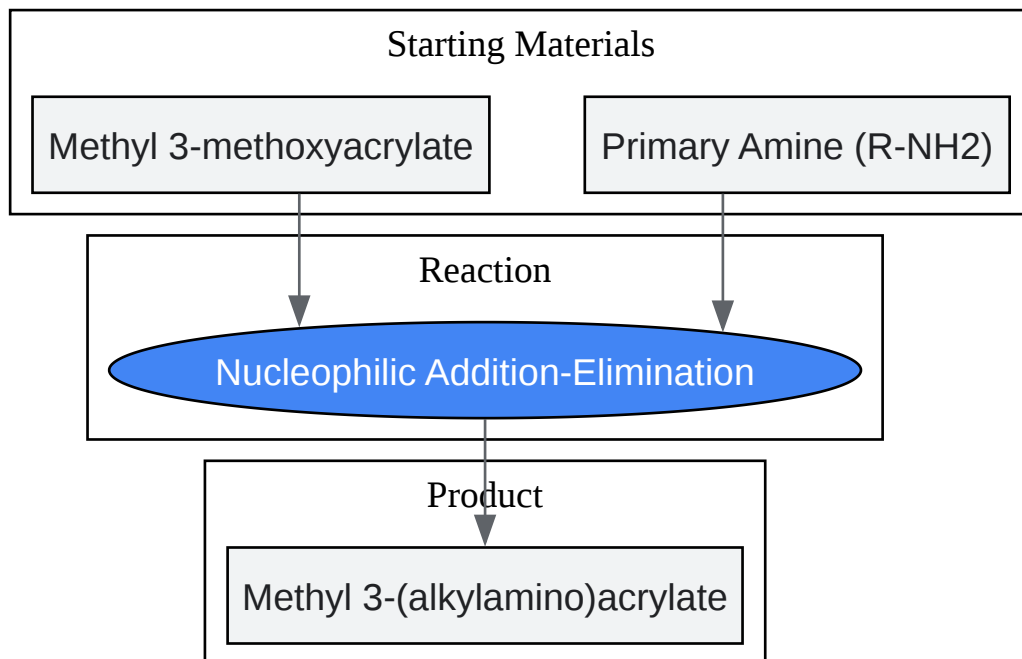 Starting Materials
Methyl 3-methoxyacrylate
Primary Amine (R-NH2)
Reaction
Nucleophilic Addition-Elimination
Product
Methyl 3-(alkylamino)acrylate